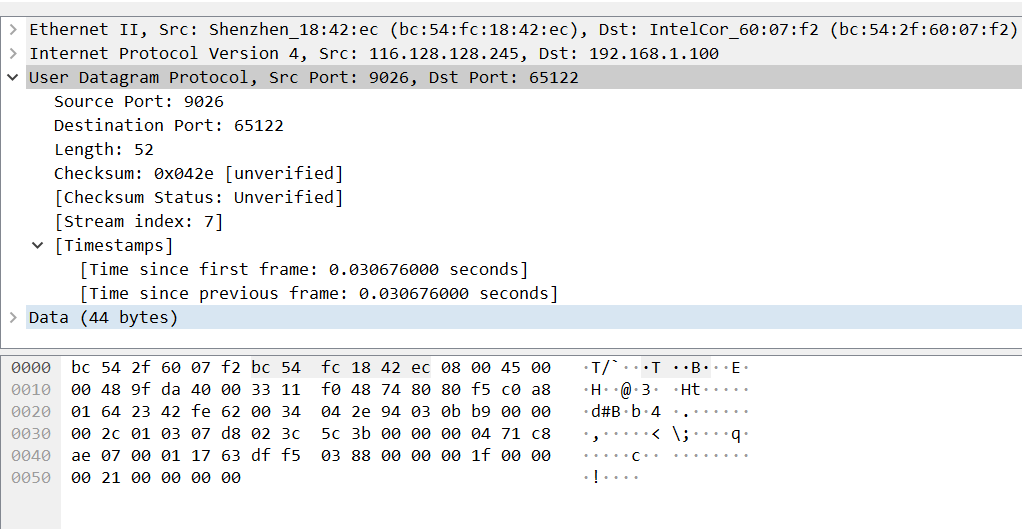 Ethernet II, Src: Shenzhen_18:42:ec (bc:54:fc:18:42:ec), Dst: IntelCor_60:07:f2 (bc:54:2f:60:07:f2)
Internet Protocol Version 4, Src: 116.128.128.245, Dst: 192.168.1.100
User Datagram Protocol, Src Port: 9026, Dst Port: 65122
Source Port: 9026
Destination Port: 65122
Length: 52
Checksum: 0x042e [unverified]
[Checksum Status: Unverified]
[Stream index: 7]
[Timestamps]
[Time since first frame: 0.030676000 seconds]
[Time since previous frame: 0.030676000 seconds]
Data (44 bytes)
0000 bc 54 2f 60 07 f2 bc 54 fc 18 42 ec 08 00 45 00 ·T/`···T ··B···E·
0010 00 48 9f da 40 00 33 11 f0 48 74 80 80 f5 c0 a8 ·H··@·3· ·Ht·····
0020 01 64 23 42 fe 62 00 34 04 2e 94 03 0b b9 00 00 ·d#B·b·4 ·.······
0030 00 2c 01 03 07 d8 02 3c 5c 3b 00 00 00 04 71 c8 ·,·····< \;····q·
0040 ae 07 00 01 17 63 df f5 03 88 00 00 00 1f 00 00 ·····c·· ········
0050 00 21 00 00 00 00 ·!····